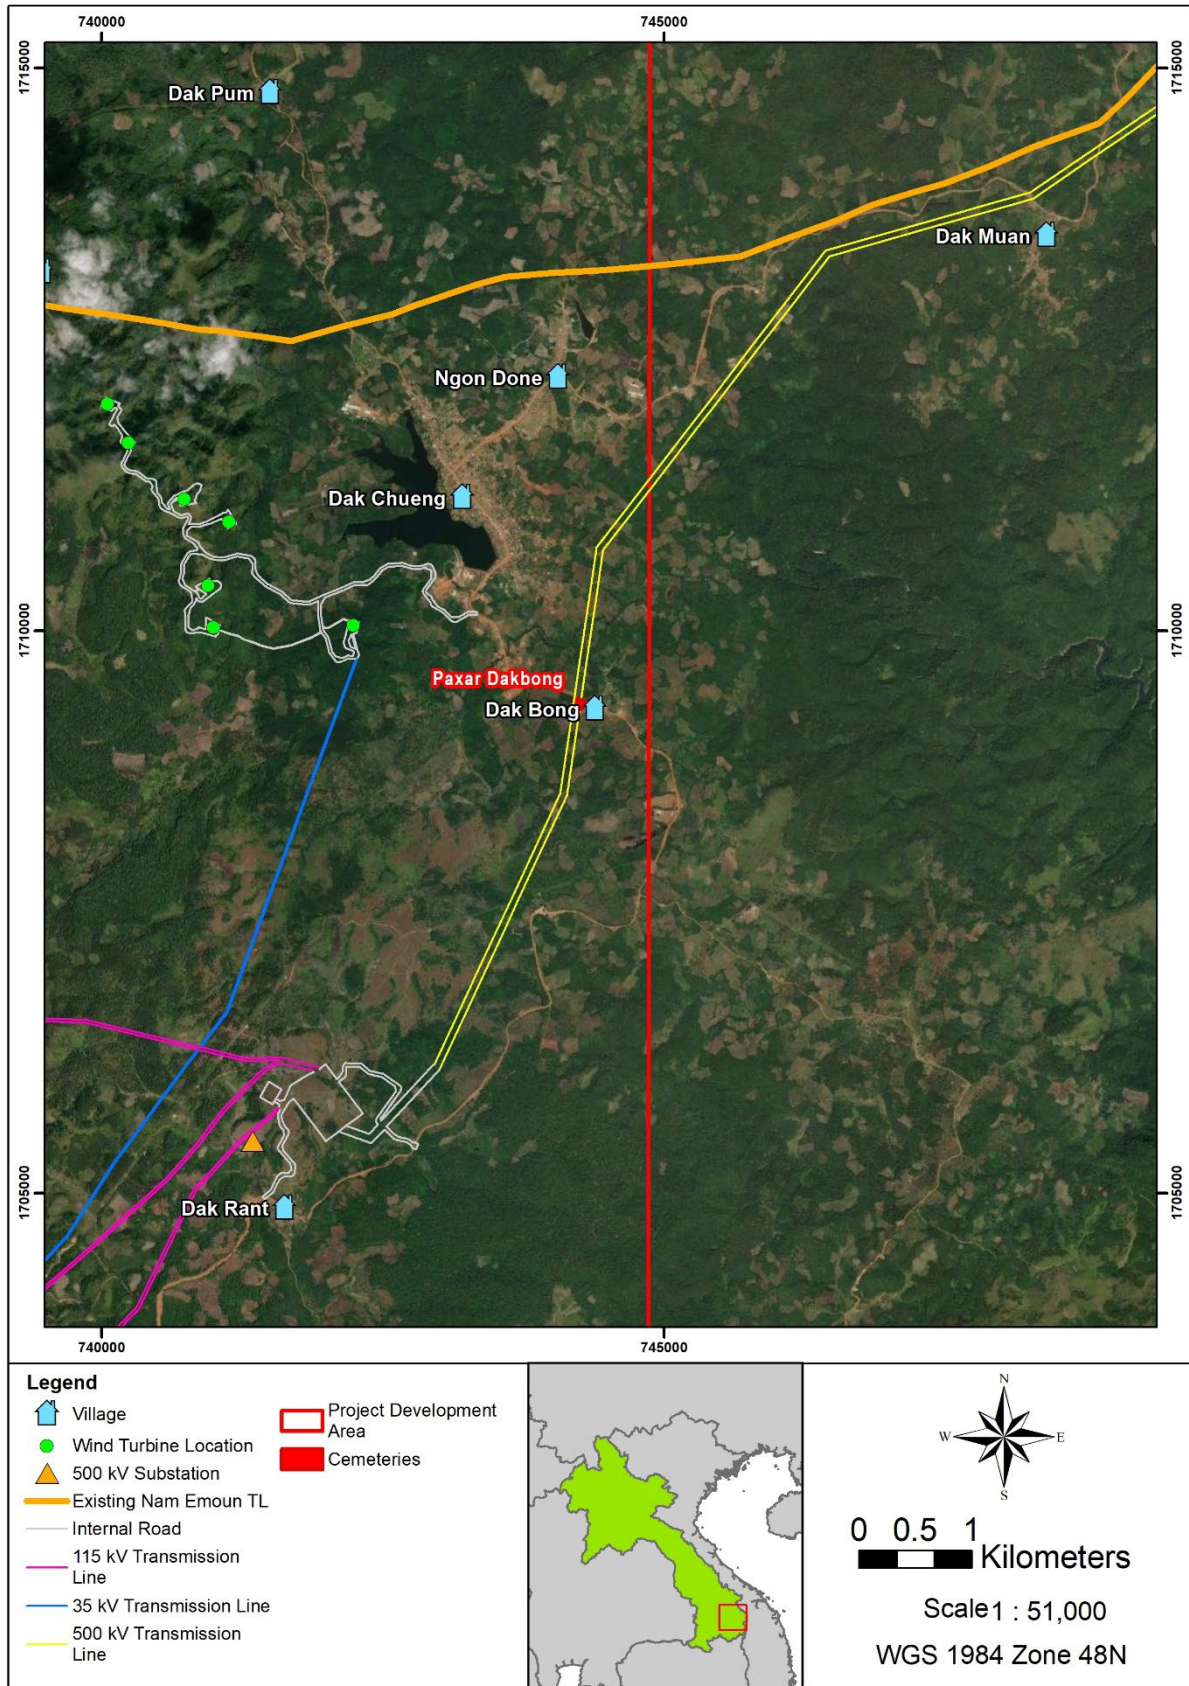 740000
745000
1715000
1715000
Dak Pum
Dak Muan
Ngon Done
Dak Chueng
1710000
1710000
Paxar Dakbong
Dak Bong
1705000
1705000
Dak Rant
740000
745000
Legend
Village
Wind Turbine Location
500 kV Substation
Existing Nam Emoun TL
Internal Road
115 kV Transmission
Line
35 kV Transmission Line
500 kV Transmission
Line
Project Development
Area
Cemeteries
N
W
E
S
0 0.5 1
Kilometers
Scale 1 : 51,000
WGS 1984 Zone 48N